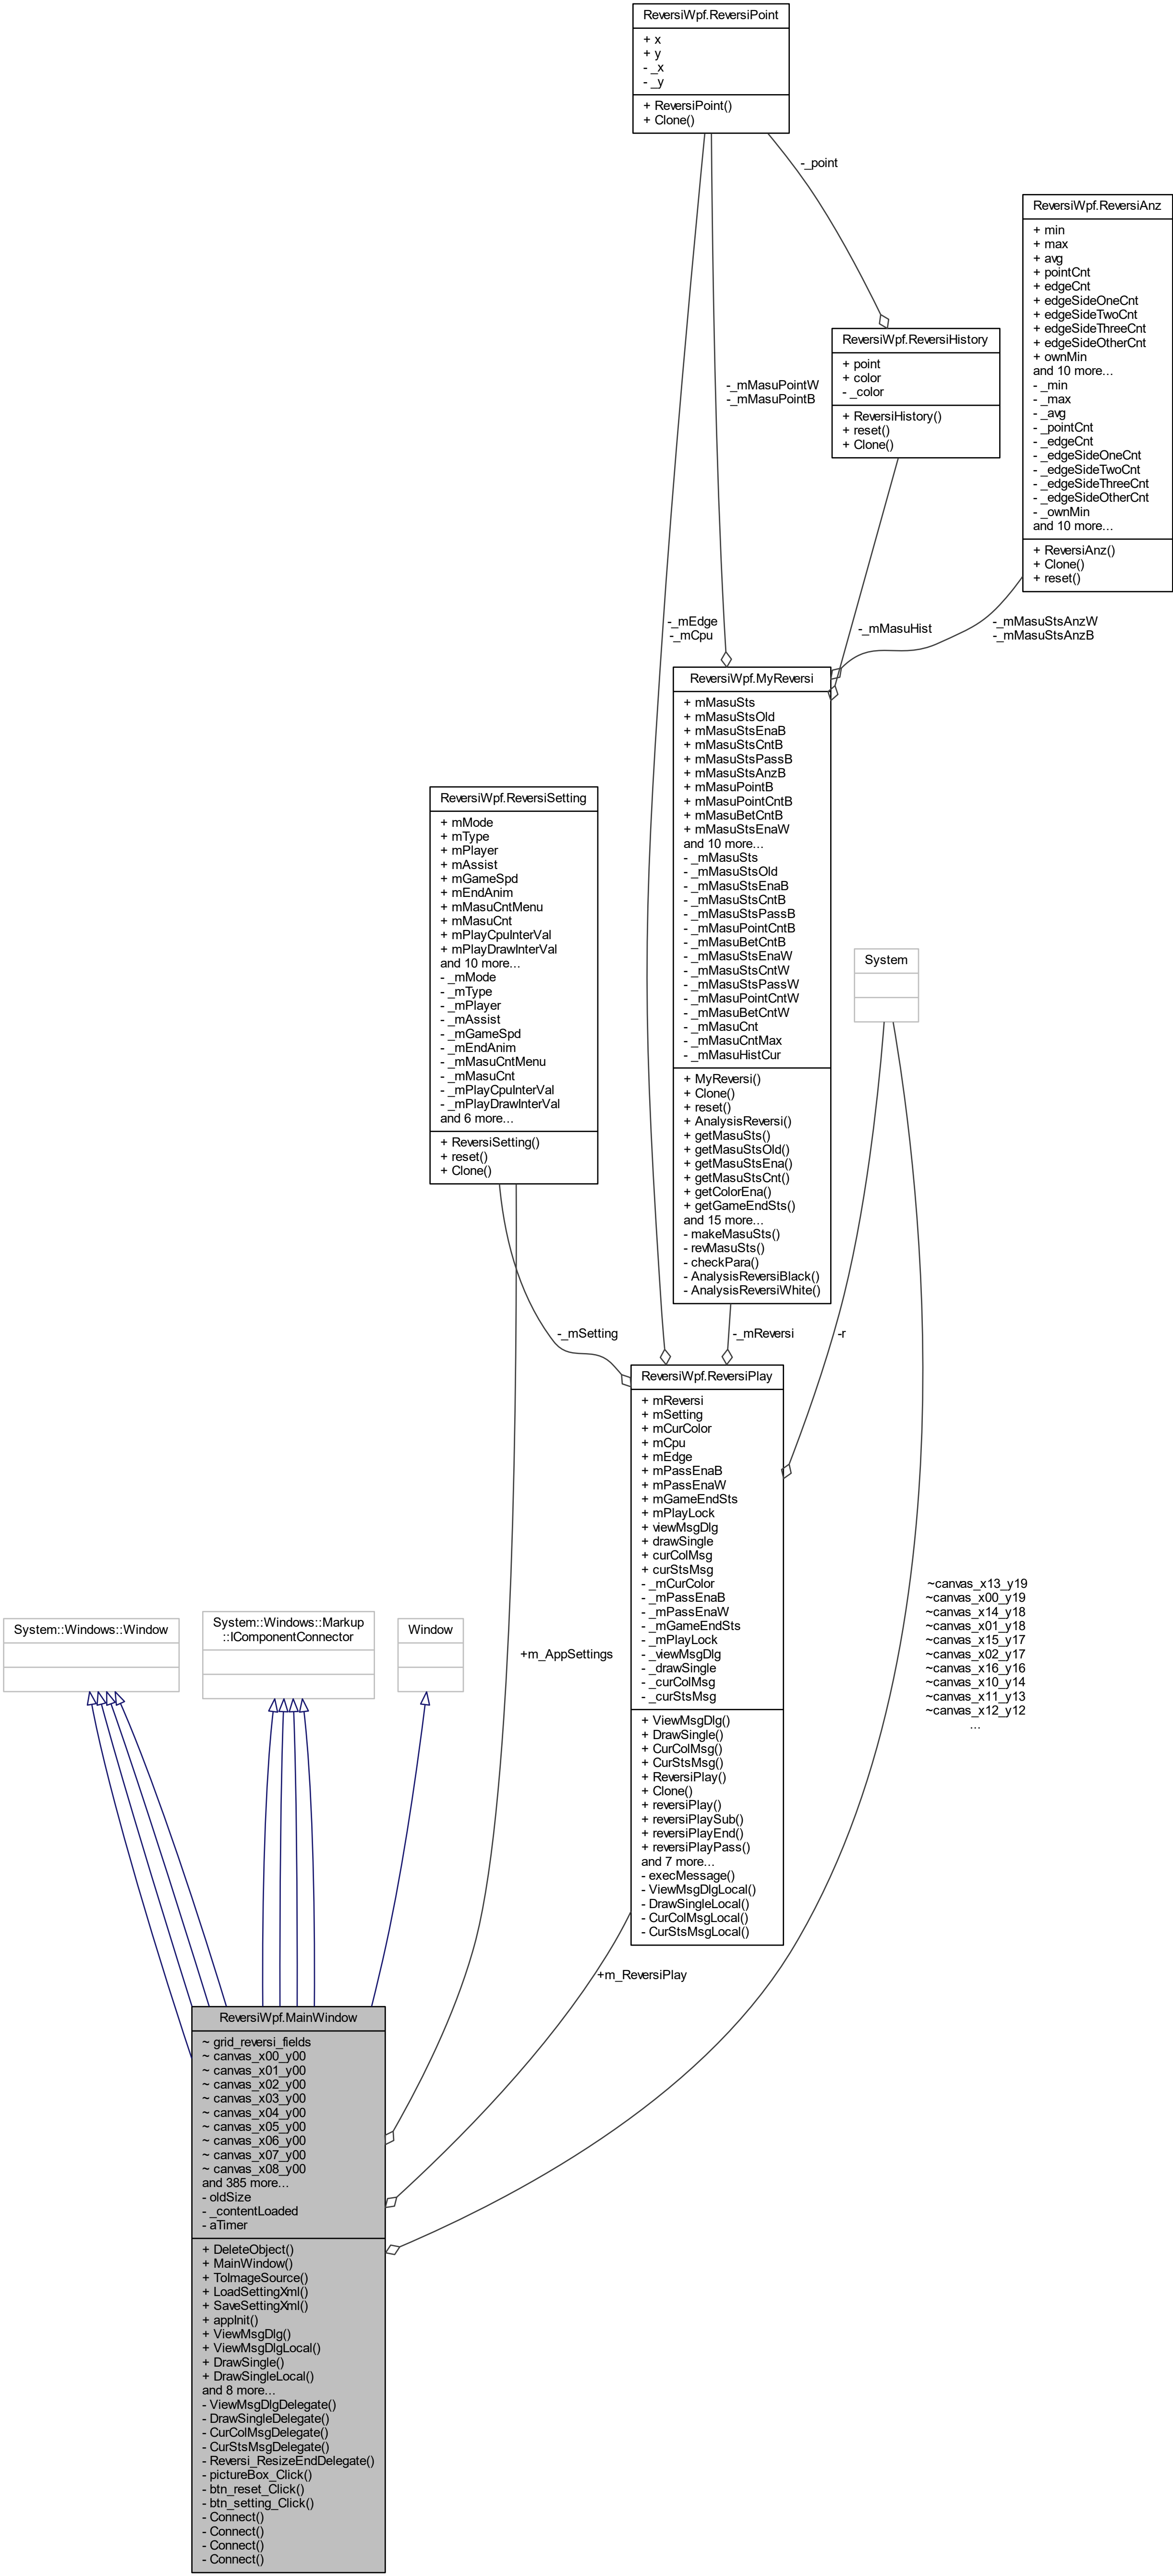 ReversiWpf.ReversiPoint
+ x
+ y
- _x
- _y
+ ReversiPoint()
+ Clone()
-_point
ReversiWpf.ReversiAnz
+ min
+ max
+ avg
+ pointCnt
+ edgeCnt
+ edgeSideOneCnt
+ edgeSideTwoCnt
+ edgeSideThreeCnt
+ edgeSideOtherCnt
+ ownMin
and 10 more...
- _min
- _max
- _avg
- _pointCnt
- _edgeCnt
- _edgeSideOneCnt
- _edgeSideTwoCnt
- _edgeSideThreeCnt
- _edgeSideOtherCnt
- _ownMin
and 10 more...
+ ReversiAnz()
+ Clone()
+ reset()
ReversiWpf.ReversiHistory
+ point
+ color
- _color
+ ReversiHistory()
+ reset()
+ Clone()
-_mMasuPointW
-_mMasuPointB
-_mEdge
-_mCpu
-_mMasuHist
-_mMasuStsAnzW
-_mMasuStsAnzB
ReversiWpf.MyReversi
+ mMasuSts
+ mMasuStsOld
+ mMasuStsEnaB
+ mMasuStsCntB
+ mMasuStsPassB
+ mMasuStsAnzB
+ mMasuPointB
+ mMasuPointCntB
+ mMasuBetCntB
+ mMasuStsEnaW
and 10 more...
- _mMasuSts
- _mMasuStsOld
- _mMasuStsEnaB
- _mMasuStsCntB
- _mMasuStsPassB
- _mMasuPointCntB
- _mMasuBetCntB
- _mMasuStsEnaW
- _mMasuStsCntW
- _mMasuStsPassW
- _mMasuPointCntW
- _mMasuBetCntW
- _mMasuCnt
- _mMasuCntMax
- _mMasuHistCur
+ MyReversi()
+ Clone()
+ reset()
+ AnalysisReversi()
+ getMasuSts()
+ getMasuStsOld()
+ getMasuStsEna()
+ getMasuStsCnt()
+ getColorEna()
+ getGameEndSts()
and 15 more...
- makeMasuSts()
- revMasuSts()
- checkPara()
- AnalysisReversiBlack()
- AnalysisReversiWhite()
ReversiWpf.ReversiSetting
+ mMode
+ mType
+ mPlayer
+ mAssist
+ mGameSpd
+ mEndAnim
+ mMasuCntMenu
+ mMasuCnt
+ mPlayCpuInterVal
+ mPlayDrawInterVal
and 10 more...
- _mMode
- _mType
- _mPlayer
- _mAssist
- _mGameSpd
- _mEndAnim
- _mMasuCntMenu
- _mMasuCnt
- _mPlayCpuInterVal
- _mPlayDrawInterVal
and 6 more...
+ ReversiSetting()
+ reset()
+ Clone()
System
-_mSetting
-_mReversi
-r
ReversiWpf.ReversiPlay
+ mReversi
+ mSetting
+ mCurColor
+ mCpu
+ mEdge
+ mPassEnaB
+ mPassEnaW
+ mGameEndSts
+ mPlayLock
+ viewMsgDlg
+ drawSingle
+ curColMsg
+ curStsMsg
- _mCurColor
- _mPassEnaB
- _mPassEnaW
- _mGameEndSts
- _mPlayLock
- _viewMsgDlg
- _drawSingle
- _curColMsg
- _curStsMsg
+ ViewMsgDlg()
+ DrawSingle()
+ CurColMsg()
+ CurStsMsg()
+ ReversiPlay()
+ Clone()
+ reversiPlay()
+ reversiPlaySub()
+ reversiPlayEnd()
+ reversiPlayPass()
and 7 more...
- execMessage()
- ViewMsgDlgLocal()
- DrawSingleLocal()
- CurColMsgLocal()
- CurStsMsgLocal()
~canvas_x13_y19
~canvas_x00_y19
~canvas_x14_y18
~canvas_x01_y18
~canvas_x15_y17
~canvas_x02_y17
~canvas_x16_y16
~canvas_x10_y14
~canvas_x11_y13
~canvas_x12_y12
...
System::Windows::Window
System::Windows::Markup
::IComponentConnector
Window
+m_AppSettings
+m_ReversiPlay
ReversiWpf.MainWindow
~ grid_reversi_fields
~ canvas_x00_y00
~ canvas_x01_y00
~ canvas_x02_y00
~ canvas_x03_y00
~ canvas_x04_y00
~ canvas_x05_y00
~ canvas_x06_y00
~ canvas_x07_y00
~ canvas_x08_y00
and 385 more...
- oldSize
- _contentLoaded
- aTimer
+ DeleteObject()
+ MainWindow()
+ ToImageSource()
+ LoadSettingXml()
+ SaveSettingXml()
+ appInit()
+ ViewMsgDlg()
+ ViewMsgDlgLocal()
+ DrawSingle()
+ DrawSingleLocal()
and 8 more...
- ViewMsgDlgDelegate()
- DrawSingleDelegate()
- CurColMsgDelegate()
- CurStsMsgDelegate()
- Reversi_ResizeEndDelegate()
- pictureBox_Click()
- btn_reset_Click()
- btn_setting_Click()
- Connect()
- Connect()
- Connect()
- Connect()